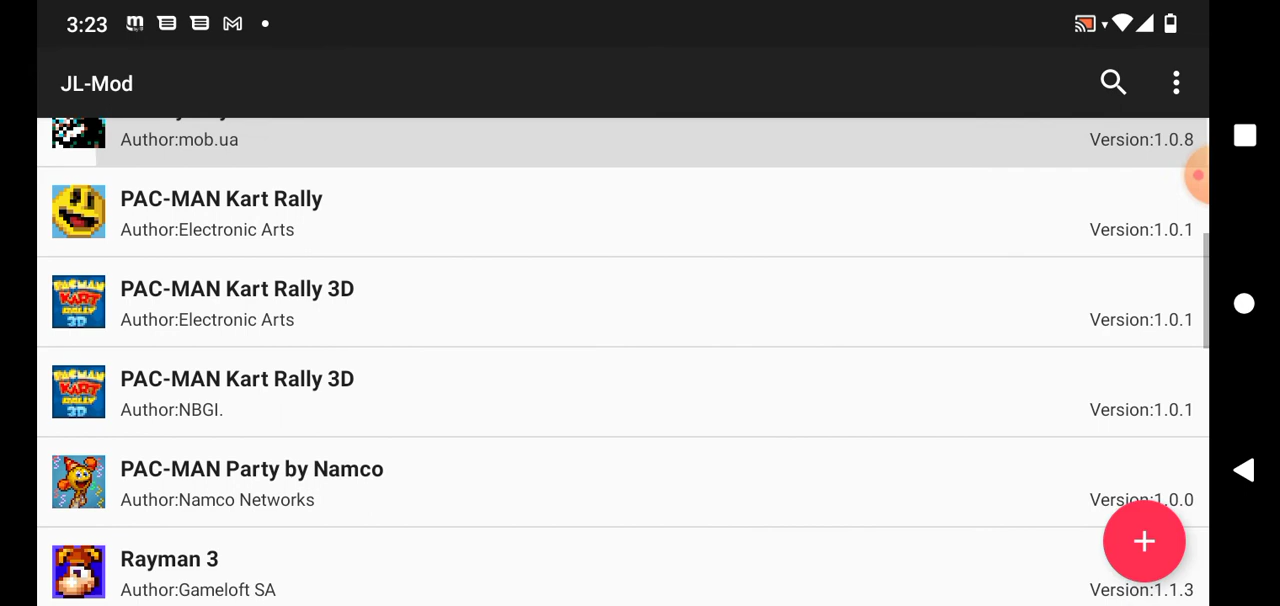 3:23
JL-Mod
Author:mob.ua
Version:1.0.8
PAC-MAN Kart Rally
Author:Electronic Arts
Version:1.0.1
PAC-MAN Kart Rally 3D
Author:Electronic Arts
Version:1.0.1
PAC-MAN Kart Rally 3D
Author:NBGI.
Version:1.0.1
PAC-MAN Party by Namco
Author:Namco Networks
Version:1.0.0
Rayman 3
Author:Gameloft SA
Version:1.1.3